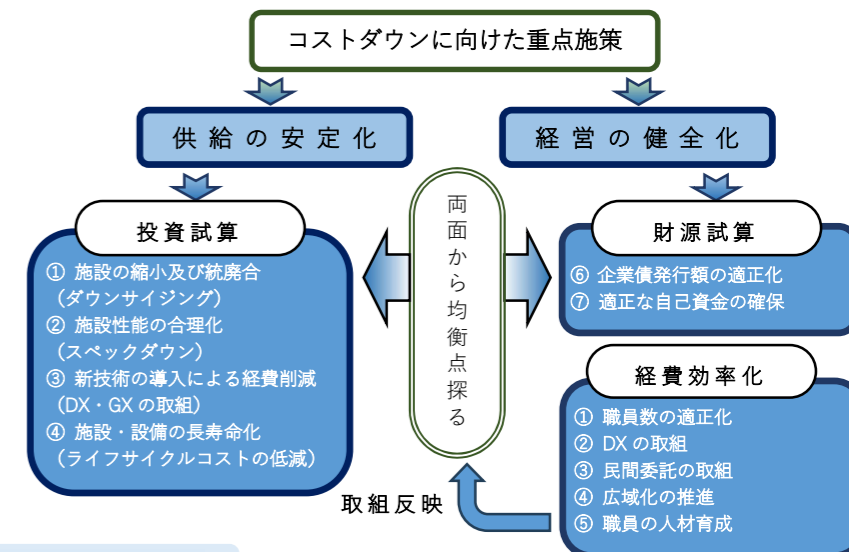 コストダウンに向けた重点施策
供給の安定化
経営の健全化
投資試算
① 施設の縮小及び統廃合
（ダウンサイジング）
② 施設性能の合理化
（スペックダウン）
③ 新技術の導入による経費削減
（DX・GX の取組）
④ 施設・設備の長寿命化
（ライフサイクルコストの低減）
両面から均衡点探る
財源試算
⑥ 企業債発行額の適正化
⑦ 適正な自己資金の確保
経費効率化
① 職員数の適正化
② DX の取組
③ 民間委託の取組
④ 広域化の推進
⑤ 職員の人材育成
取組反映